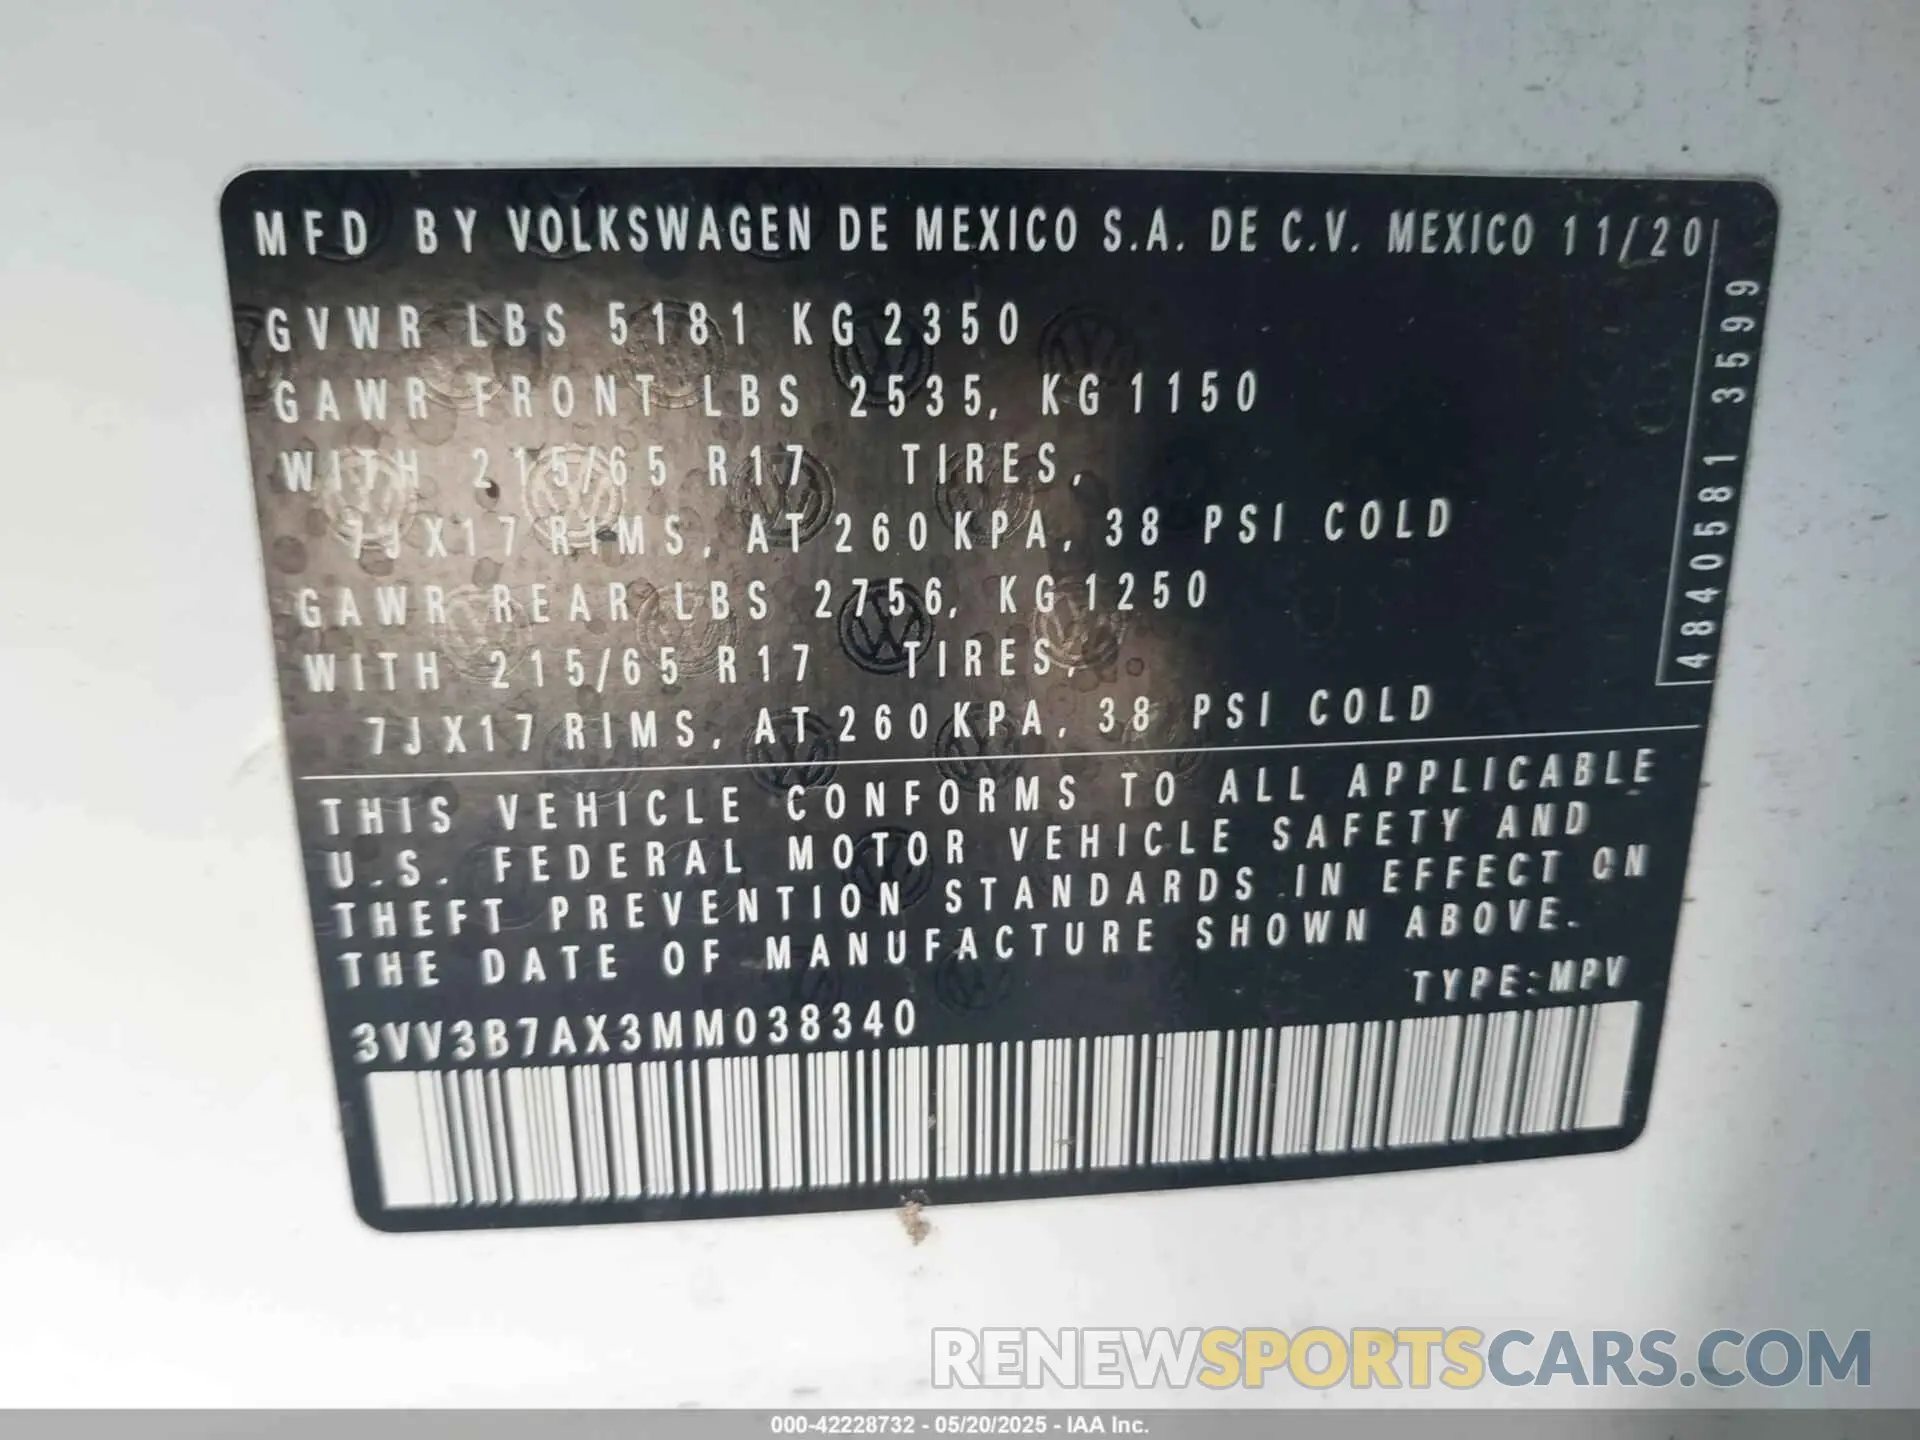 MFD BY VOLKSWAGEN DE MEXICO S.A. DE C.V. MEXICO 11/20
GVWR LBS 5181 KG 2350
GAWR FRONT LBS 2535, KG 1150
WITH 215/65 R17 TIRES,
7JX17 RIMS, AT 260 KPA, 38 PSI COLD
GAWR REAR LBS 2756, KG 1250
WITH 215/65 R17 TIRES,
7JX17 RIMS, AT 260 KPA, 38 PSI COLD
4840581 3599
THIS VEHICLE CONFORMS TO ALL APPLICABLE
U.S. FEDERAL MOTOR VEHICLE SAFETY AND
THEFT PREVENTION STANDARDS IN EFFECT ON
THE DATE OF MANUFACTURE SHOWN ABOVE.
TYPE:MPV
3VV3B7AX3MM038340
RENEWSPORTSCARS.COM
000-42228732 - 05/20/2025 - IAA Inc.